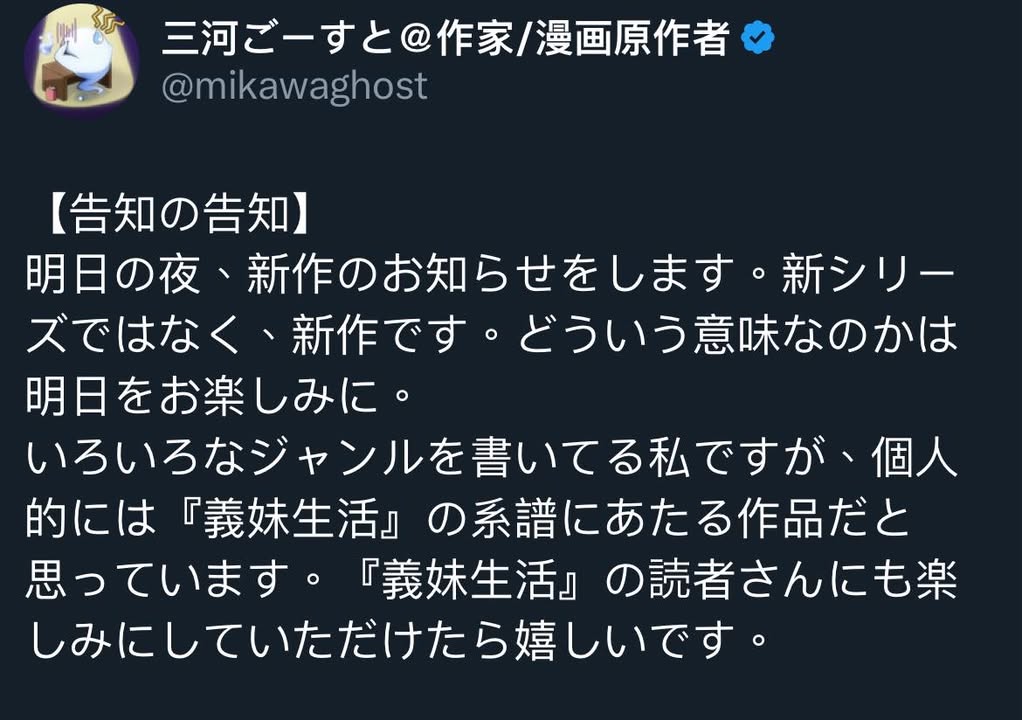 三河ごーすと@作家/漫画原作者
@mikawaghost
【告知の告知】
明日の夜、新作のお知らせをします。新シリー
ズではなく、新作です。どういう意味なのかは
明日をお楽しみに。
いろいろなジャンルを書いてる私ですが、個人
的には『義妹生活』の系譜にあたる作品だと
思っています。『義妹生活』の読者さんにも楽
しみにしていただけたら嬉しいです。